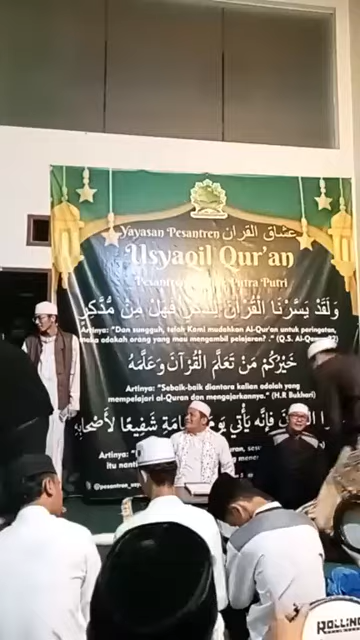 Yayasan Pesantren عشاق القرآن
Usyaqil Qur'an
Putra Putri
وَلَقَدْ يَسَّرْنَا الْقُرْآنَ لِلذِّكْرِ فَهَلْ مِنْ مُدَّكِرٍ
Artinya: "Dan sungguh, telah Kami mudahkan Al-Qur'an untuk peringatan,
maka adakah orang yang mau mengambil pelajaran?." (Q.S. Al-Qamar
خَيْرُكُمْ مَنْ تَعَلَّمَ الْقُرْآنَ وَعَلَّمَهُ
Artinya: "Sebaik-baik diantara kalian adalah yang
mempelajari al-Quran dan mengajarkannya." (H.R Bukhari)
فَإِنَّهُ يَأْتِي شَفِيعًا
ROLLING